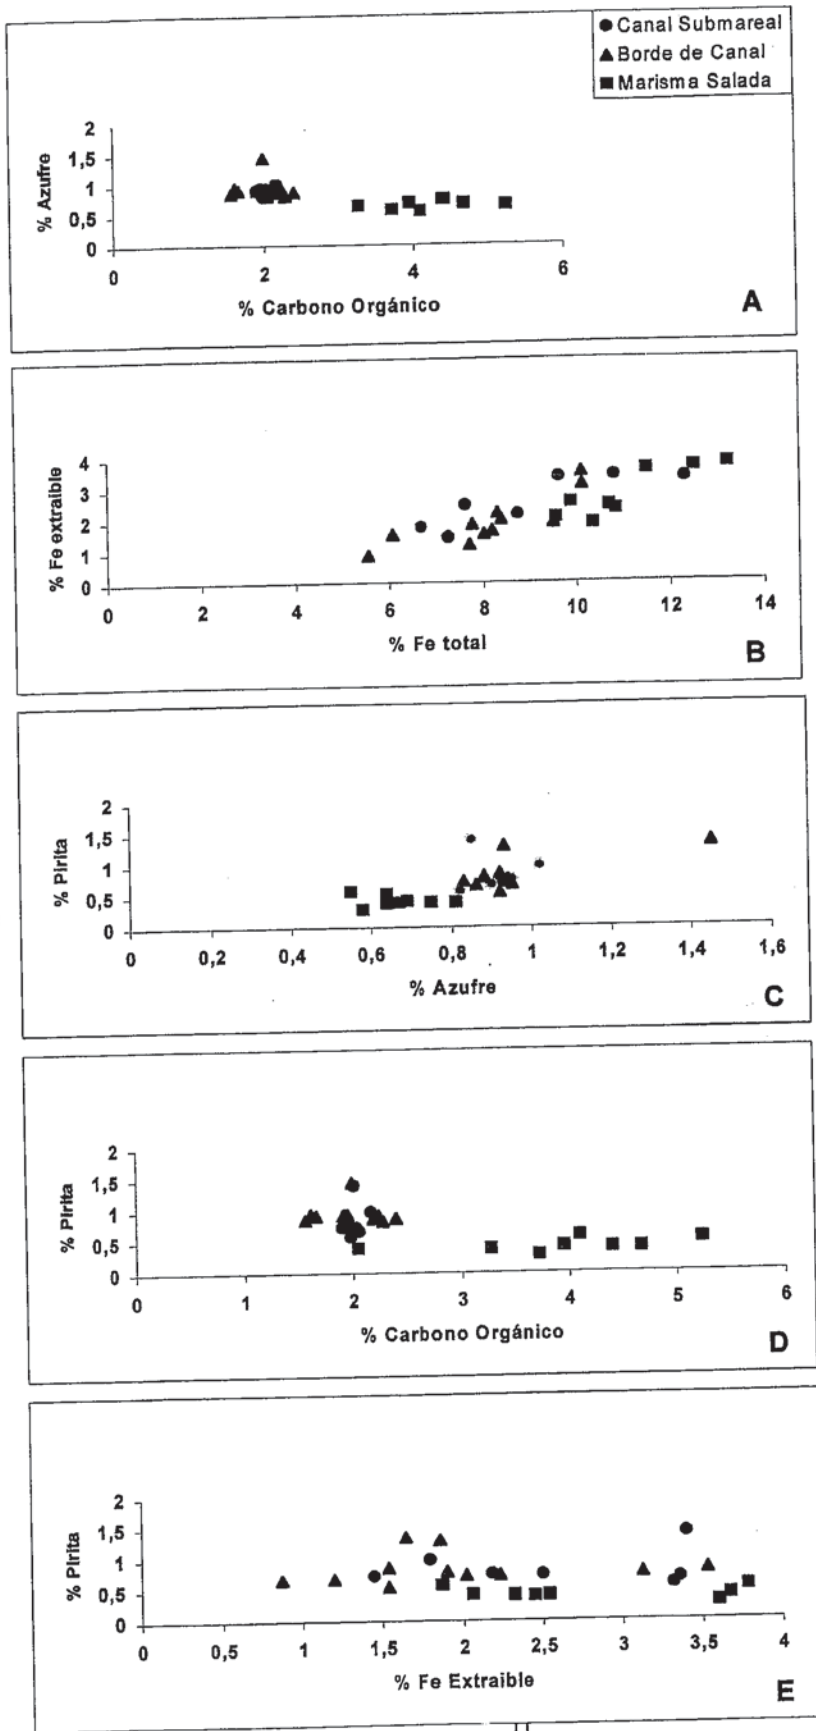 Canal Submareal
Borde de Canal
Marisma Salada
% Azufre
2
1,5
1
0,5
0
0 2 4 6
% Carbono Orgánico
A
% Fe extraible
4
3
2
1
0
0 2 4 6 8 10 12 14
% Fe total
B
% Pirita
2
1,5
1
0,5
0
0 0,2 0,4 0,6 0,8 1 1,2 1,4 1,6
% Azufre
C
% Pirita
2
1,5
1
0,5
0
0 1 2 3 4 5 6
% Carbono Orgánico
D
% Pirita
2
1,5
1
0,5
0
0 0,5 1 1,5 2 2,5 3 3,5 4
% Fe Extraible
E